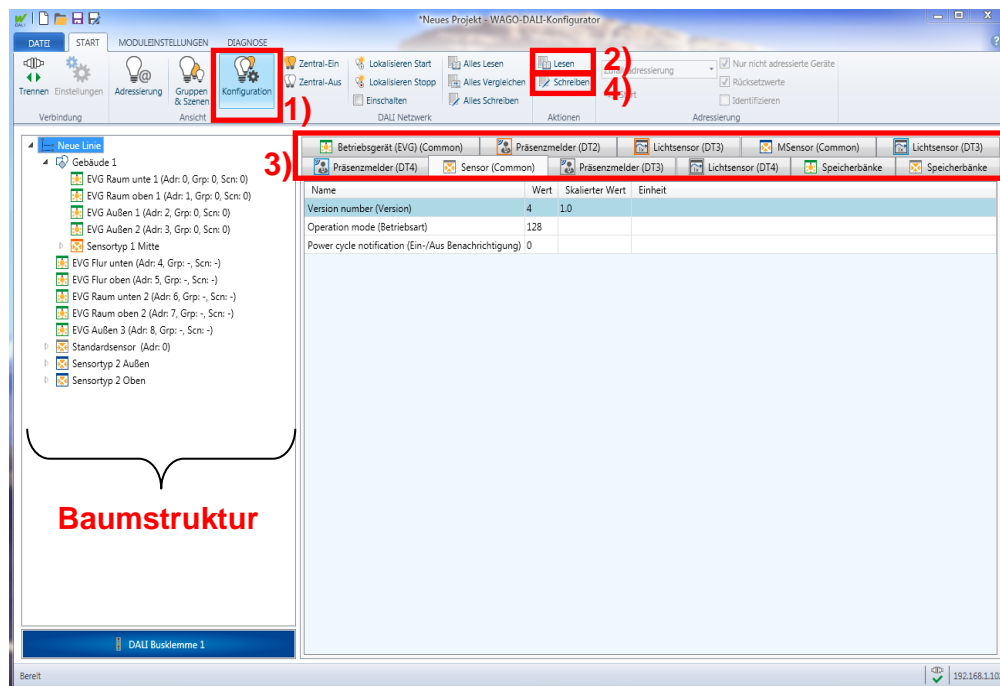 *Neues Projekt - WAGO-DALI-Konfigurator
DALI
DATEI START MODULEINSTELLUNGEN DIAGNOSE
Zentral-Ein Lokalisieren Start Alles Lesen Lesen 2) Nur nicht adressierte Geräte
Zentral-Aus Lokalisieren Stopp Alles Vergleichen Schreiben 4) Rücksetzwerte
Trennen Einstellungen Adressierung Gruppen & Szenen Konfiguration 1) Einschalten Alles Schreiben Identifizieren
Verbindung Ansicht DALI Netzwerk Aktionen Adressierung
3) Betriebsgerät (EVG) (Common) Präsenzmelder (DT2) Lichtsensor (DT3) MSensor (Common) Lichtsensor (DT3)
Präsenzmelder (DT4) Sensor (Common) Präsenzmelder (DT3) Lichtsensor (DT4) Speicherbänke Speicherbänke
Neue Linie
Gebäude 1
EVG Raum unte 1 (Adr: 0, Grp: 0, Scn: 0)
EVG Raum oben 1 (Adr: 1, Grp: 0, Scn: 0)
EVG Außen 1 (Adr: 2, Grp: 0, Scn: 0)
EVG Außen 2 (Adr: 3, Grp: 0, Scn: 0)
Sensortyp 1 Mitte
EVG Flur unten (Adr: 4, Grp: -, Scn: -)
EVG Flur oben (Adr: 5, Grp: -, Scn: -)
EVG Raum unten 2 (Adr: 6, Grp: -, Scn: -)
EVG Raum oben 2 (Adr: 7, Grp: -, Scn: -)
EVG Außen 3 (Adr: 8, Grp: -, Scn: -)
Standardsensor (Adr: 0)
Sensortyp 2 Außen
Sensortyp 2 Oben
Baumstruktur
Name Wert Skalierter Wert Einheit
Version number (Version) 4 1.0
Operation mode (Betriebsart) 128
Power cycle notification (Ein-/Aus Benachrichtigung) 0
DALI Busklemme 1
Bereit